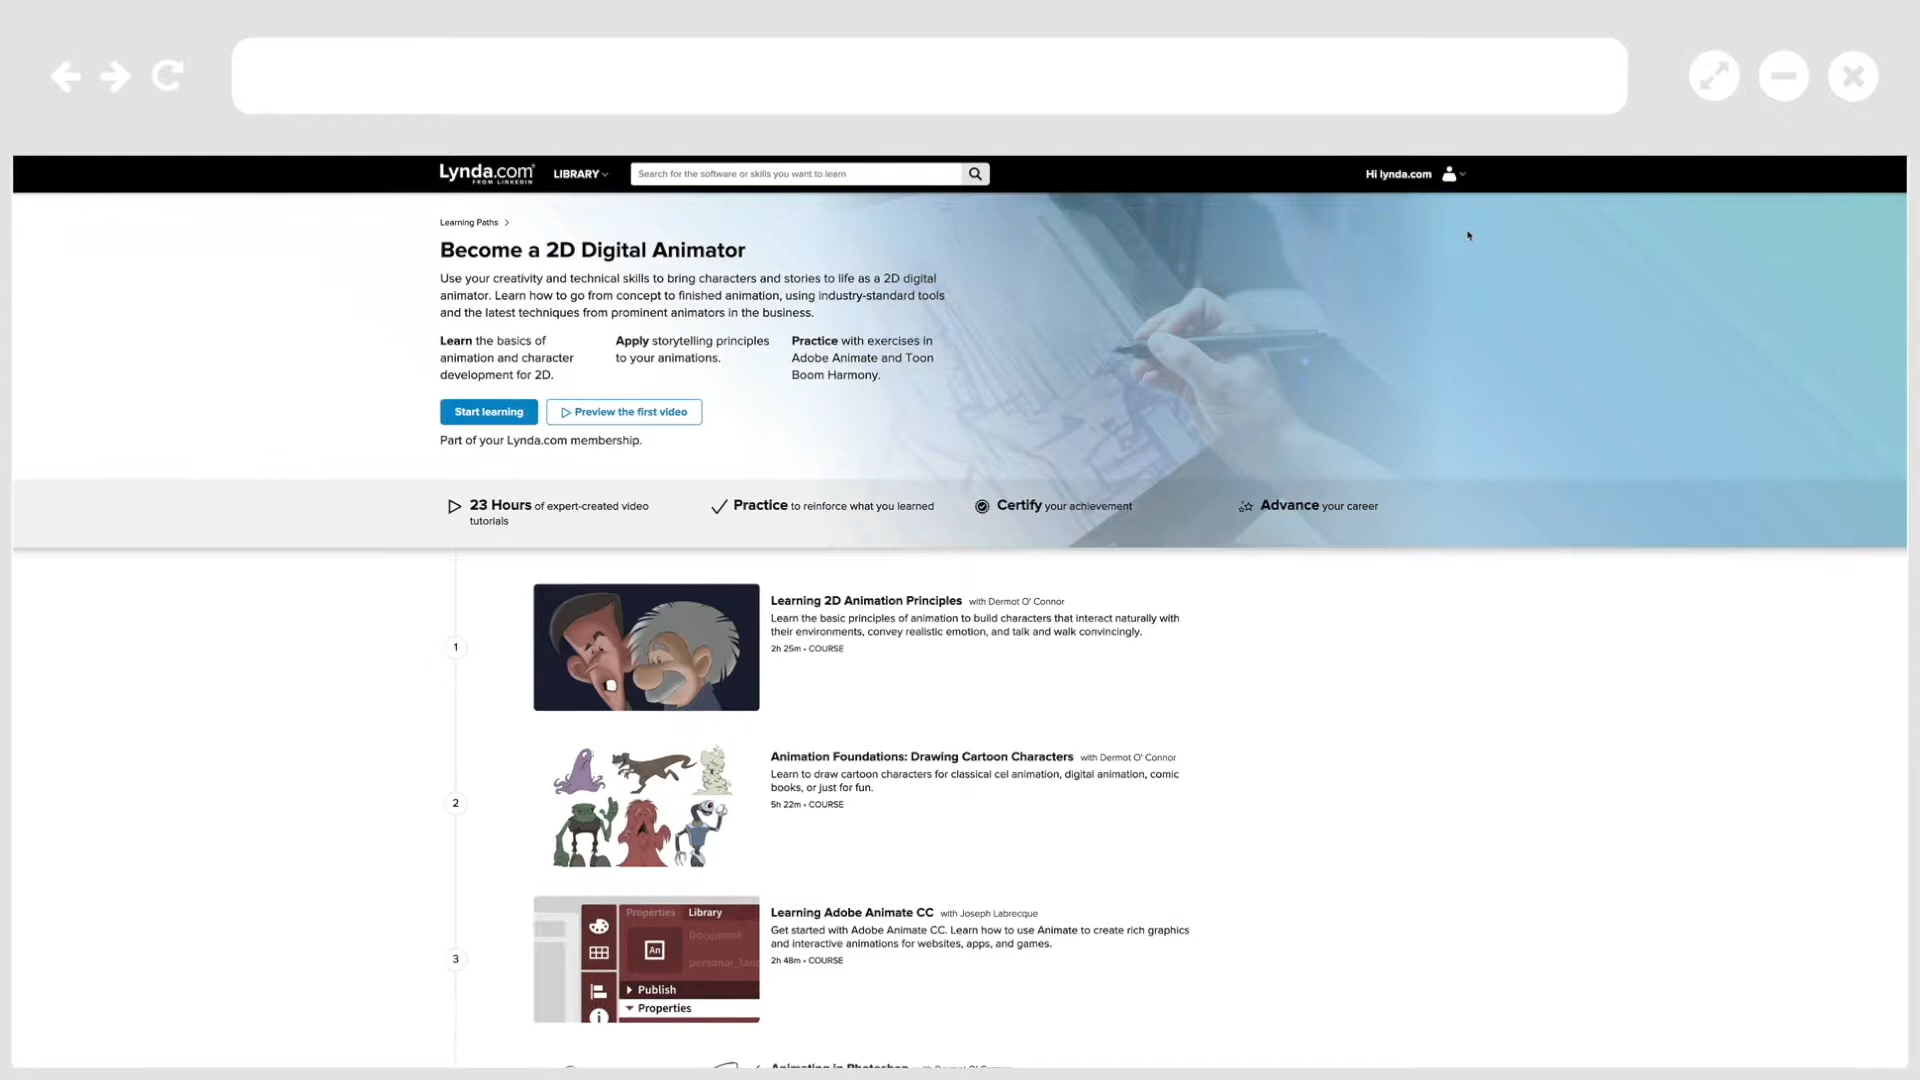 Lynda.com®
FROM LINKEDIN
LIBRARY
Search for the software or skills you want to learn
Hi lynda.com
Learning Paths
Become a 2D Digital Animator
Use your creativity and technical skills to bring characters and stories to life as a 2D digital
animator. Learn how to go from concept to finished animation, using industry-standard tools
and the latest techniques from prominent animators in the business.
Learn the basics of
animation and character
development for 2D.
Apply storytelling principles
to your animations.
Practice with exercises in
Adobe Animate and Toon
Boom Harmony.
Start learning
Preview the first video
Part of your Lynda.com membership.
23 Hours of expert-created video
tutorials
Practice to reinforce what you learned
Certify your achievement
Advance your career
1
Learning 2D Animation Principles with Dermot O' Connor
Learn the basic principles of animation to build characters that interact naturally with
their environments, convey realistic emotion, and talk and walk convincingly.
2h 25m • COURSE
2
Animation Foundations: Drawing Cartoon Characters with Dermot O' Connor
Learn to draw cartoon characters for classical cel animation, digital animation, comic
books, or just for fun.
5h 22m • COURSE
3
Properties Library
Document
An
Publish
Properties
Learning Adobe Animate CC with Joseph Labrecque
Get started with Adobe Animate CC. Learn how to use Animate to create rich graphics
and interactive animations for websites, apps, and games.
2h 48m • COURSE
Animating in Photoshop with Dermot O' Connor